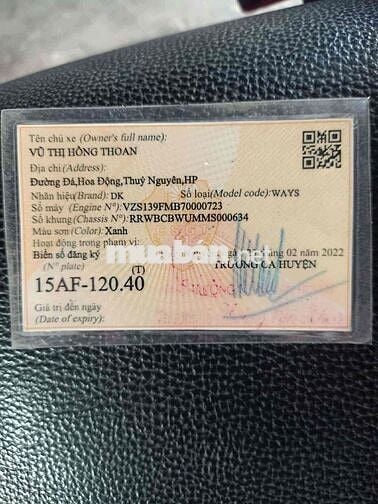 Tên chủ xe (Owner's full name):
VŨ THỊ HỒNG THOAN
Địa chỉ (Address):
Đường Đá,Hoa Động,Thuỷ Nguyên,HP
Nhãn hiệu(Brand): DK Số loại(Model code):WAYS
Số máy (Engine N°):VZS139FMB70000723
Số khung(Chassis N°):RRWBCBWUMMS000634
Màu sơn (Color): Xanh
Hoạt động trong phạm vi:
Biển số đăng ký 02 năm 2022
(N° plate) TRƯỞNG CA HUYỆN
(T)
15AF-120.40
Giá trị đến ngày
(Date of expiry):